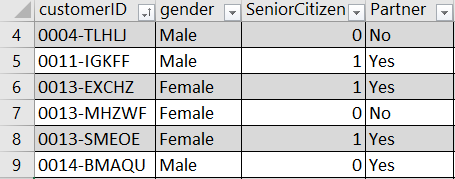 customerID gender SeniorCitizen Partner
4 0004-TLHLJ Male 0 No
5 0011-IGKFF Male 1 Yes
6 0013-EXCHZ Female 1 Yes
7 0013-MHZWF Female 0 No
8 0013-SMEOE Female 1 Yes
9 0014-BMAQU Male 0 Yes